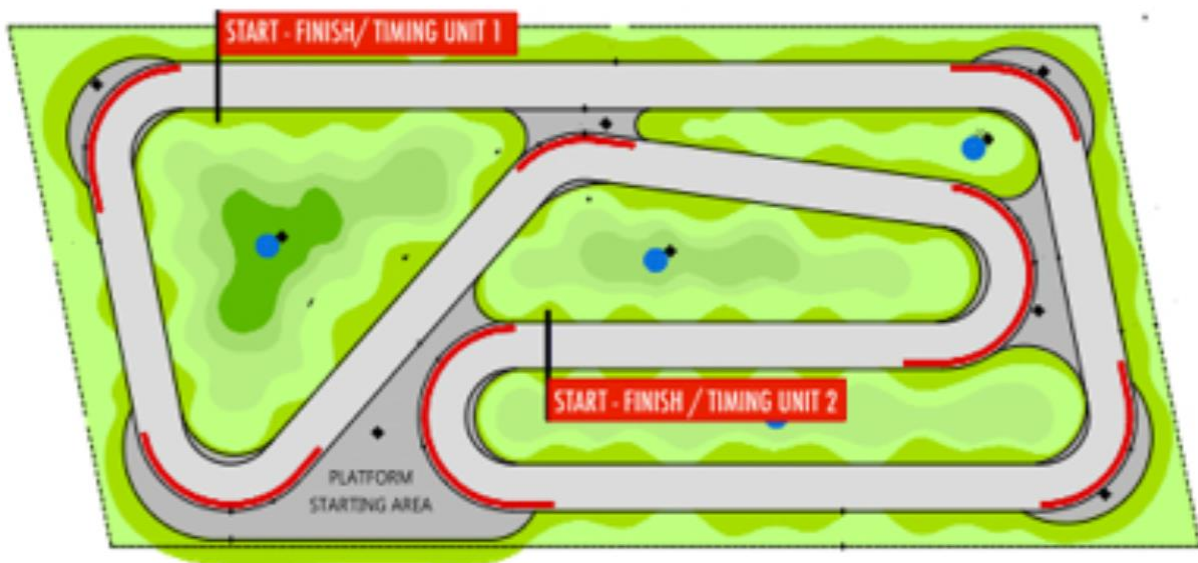 START - FINISH/ TIMING UNIT 1
START - FINISH / TIMING UNIT 2
PLATFORM
STARTING AREA